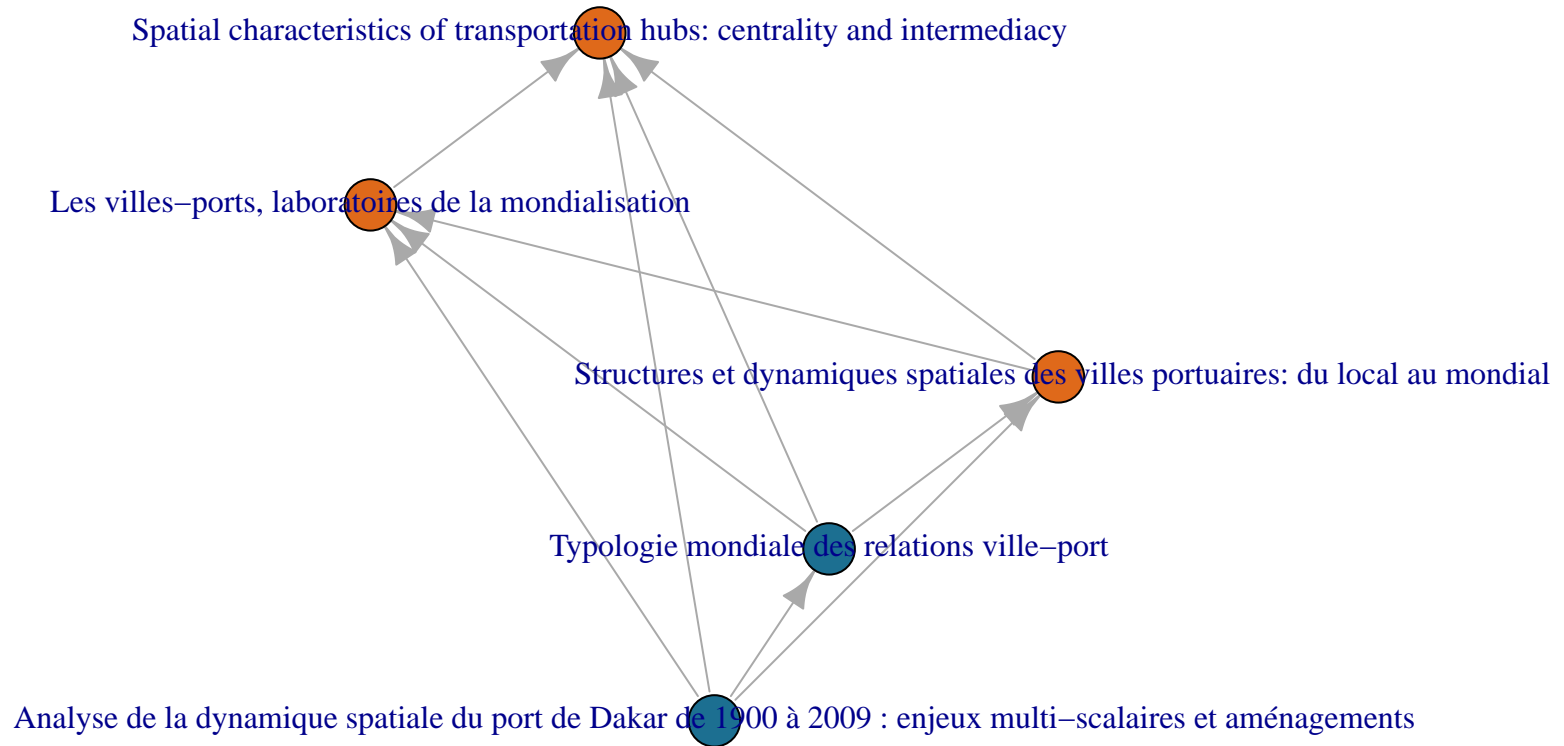 Spatial characteristics of transportation hubs: centrality and intermediacy
Les villes−ports, laboratoires de la mondialisation
Structures et dynamiques spatiales des villes portuaires: du local au mondial
Typologie mondiale des relations ville−port
Analyse de la dynamique spatiale du port de Dakar de 1900 à 2009 : enjeux multi−scalaires et aménagements